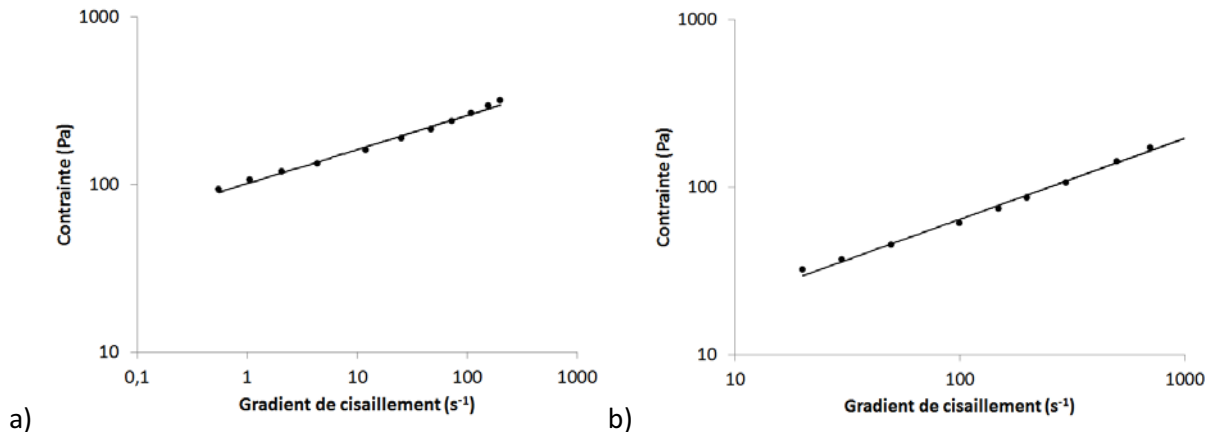 1000
100
10
Contrainte (Pa)
0,1 1 10 100 1000
Gradient de cisaillement (s⁻¹)
a)
1000
100
10
Contrainte (Pa)
10 100 1000
Gradient de cisaillement (s⁻¹)
b)